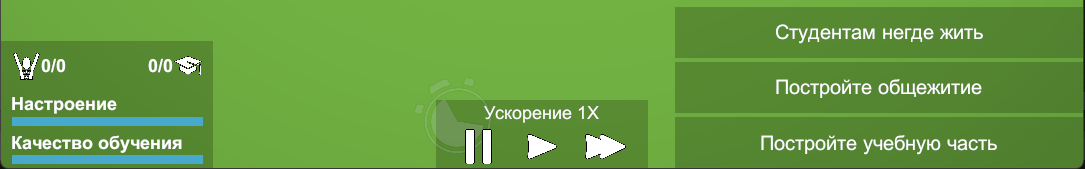 0/0 0/0
Настроение
Качество обучения
Ускорение 1X
Студентам негде жить
Постройте общежитие
Постройте учебную часть